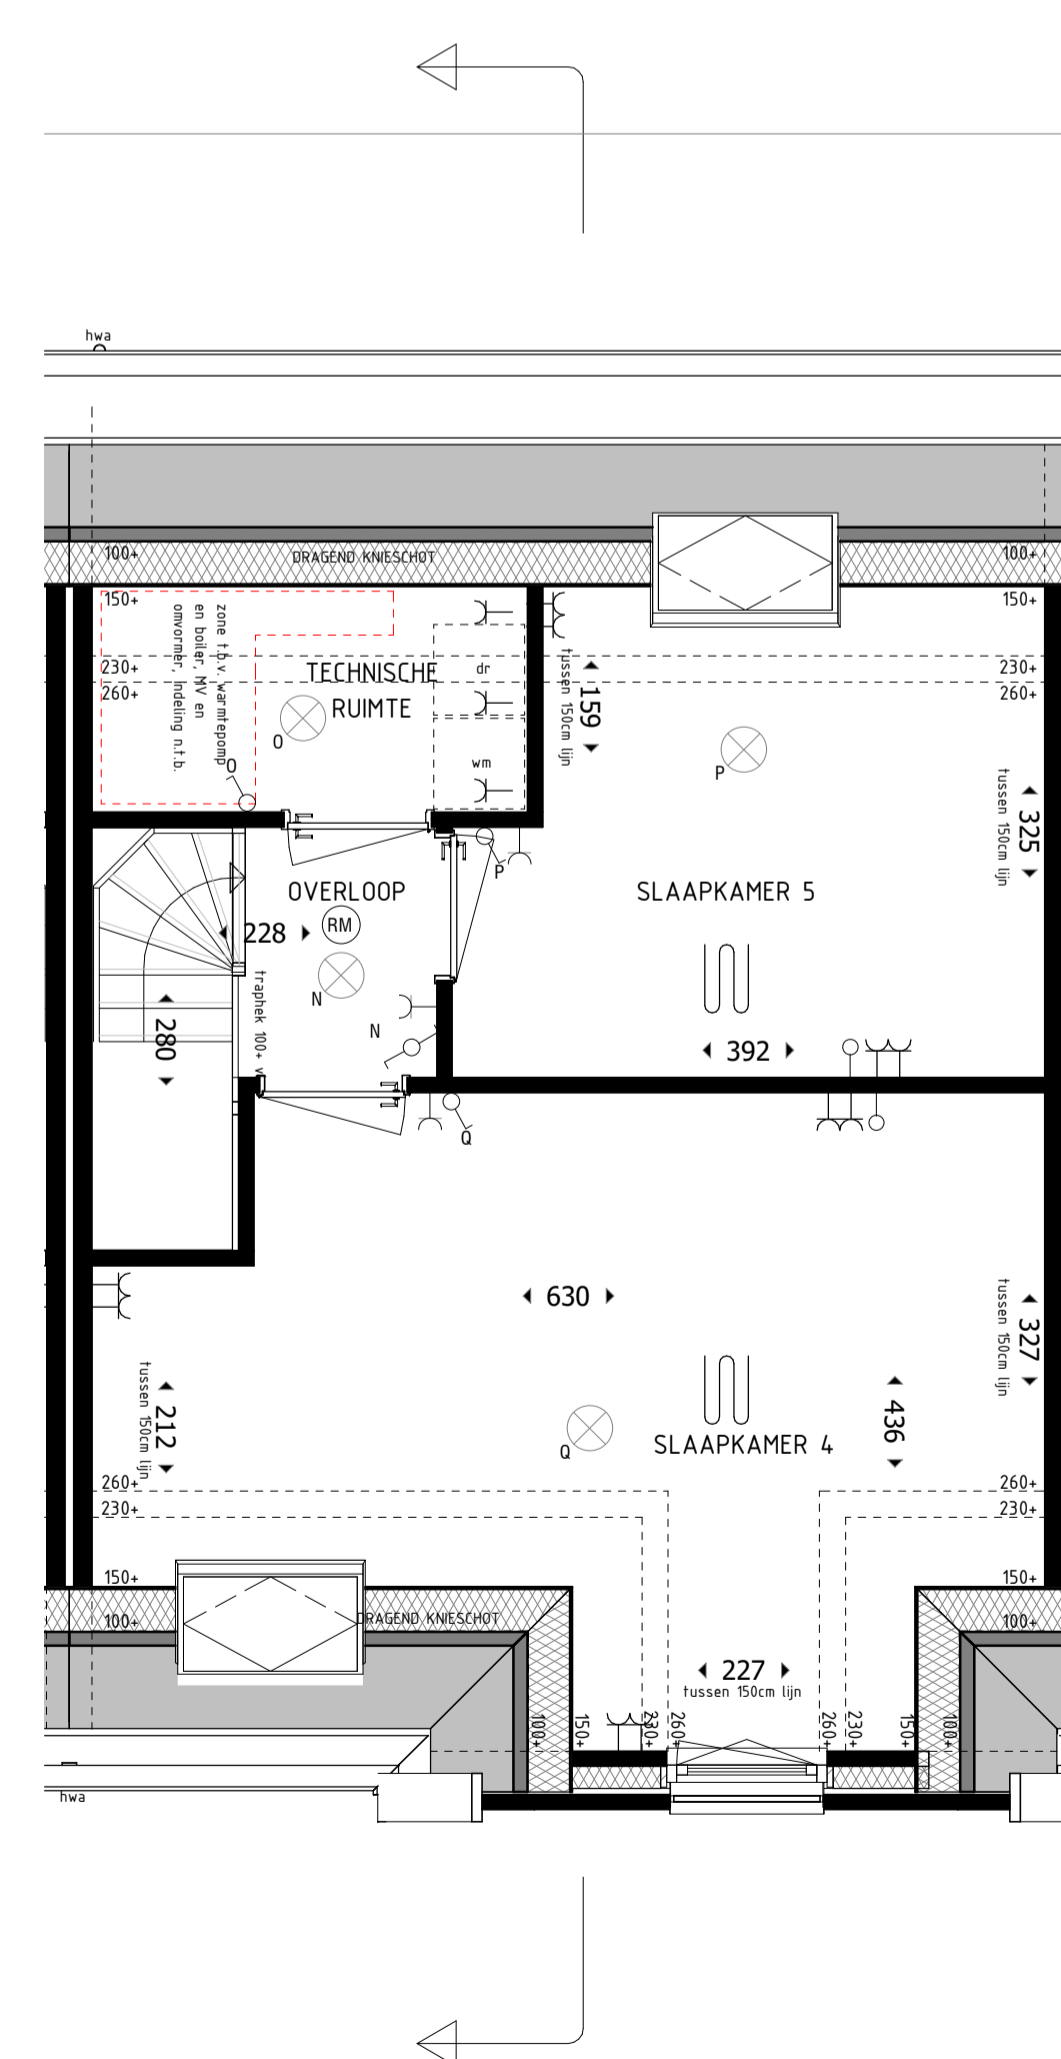 hwa
100+
DRAGEND KNIESCHOT
100+
150+
150+
zone t.b.v. warmtepomp
en boiler, MV en
omvormer, indeling n.t.b.
230+
TECHNISCHE
dr
tussen 150cm lijn
159
230+
260+
RUIMTE
260+
O
O
wm
P
tussen 150cm lijn
325
P
OVERLOOP
SLAAPKAMER 5
RM
228
traphek 100+
N
N
280
392
Q
630
tussen 150cm lijn
327
tussen 150cm lijn
212
436
Q
SLAAPKAMER 4
260+
260+
230+
230+
150+
150+
100+
DRAGEND KNIESCHOT
100+
227
tussen 150cm lijn
100+
150+
230+
260+
260+
230+
150+
100+
hwa